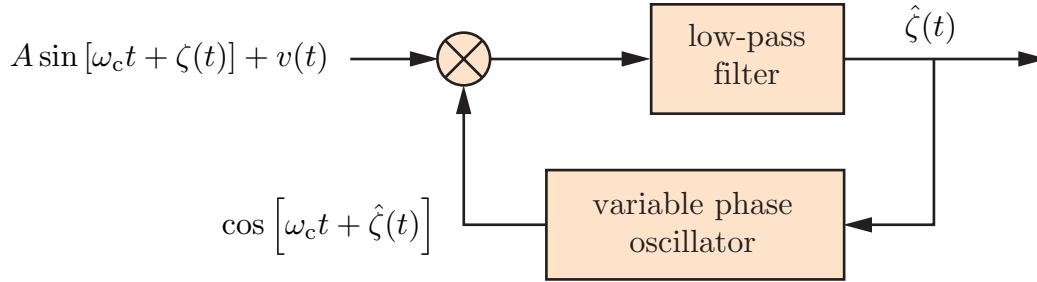 A sin [ω_c t + ζ(t)] + v(t)
low-pass
filter
ζ̂(t)
cos [ω_c t + ζ̂(t)]
variable phase
oscillator